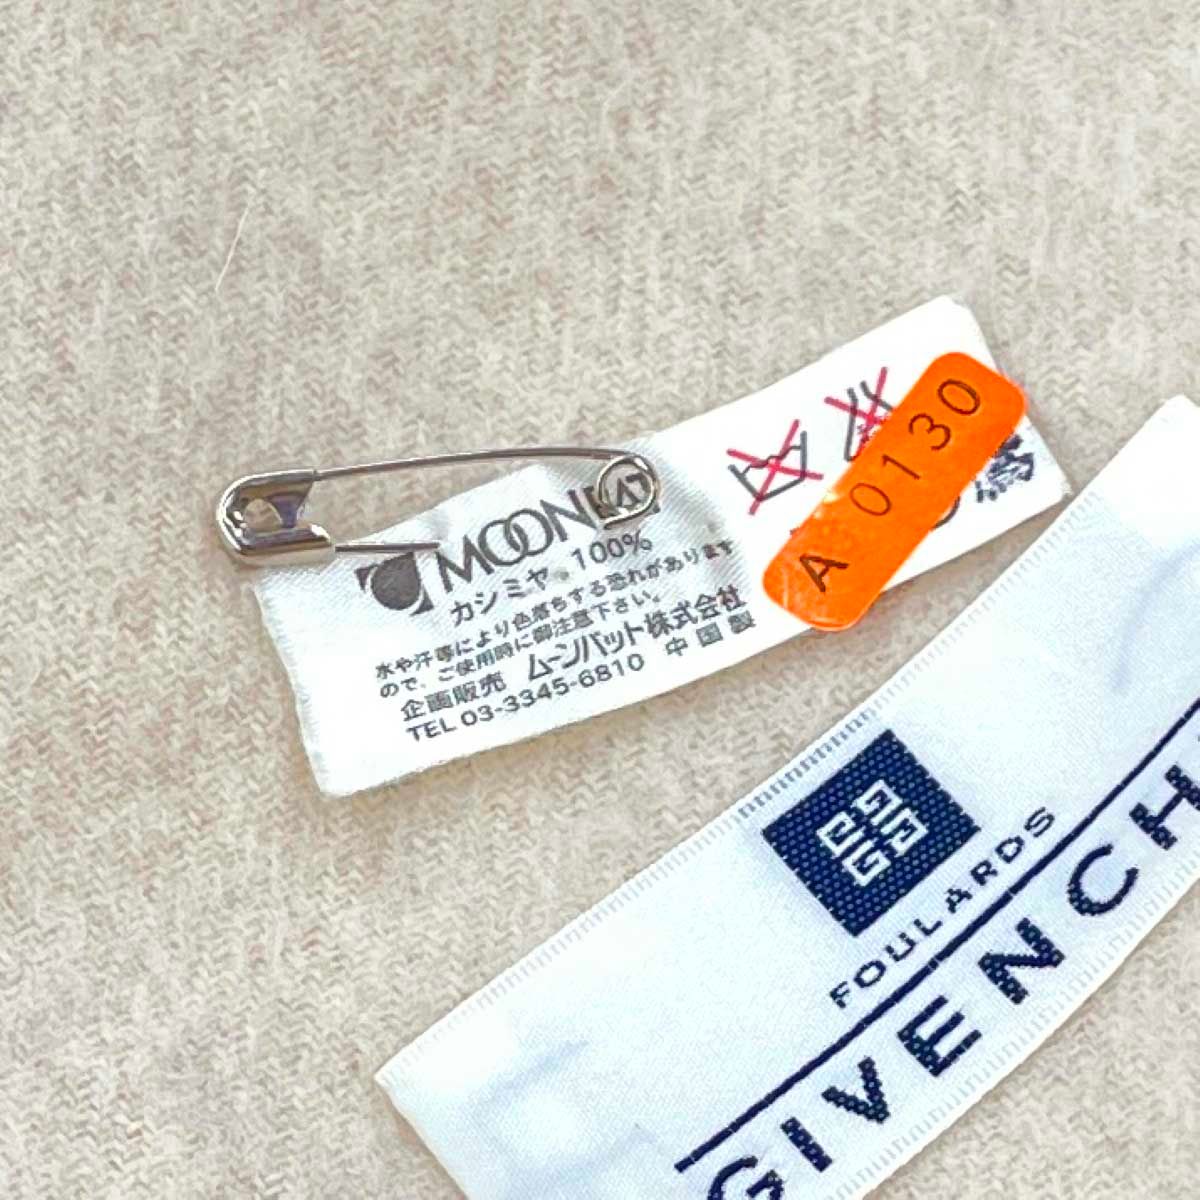 MOON
カシミヤ 100%
水や汗等により色落ちする恐れがあります
ので、ご使用時に御注意下さい。
企画販売 ムーンバット株式会社
TEL 03-3345-6810 中国製
A 0130
FOULARDS
GIVENCH